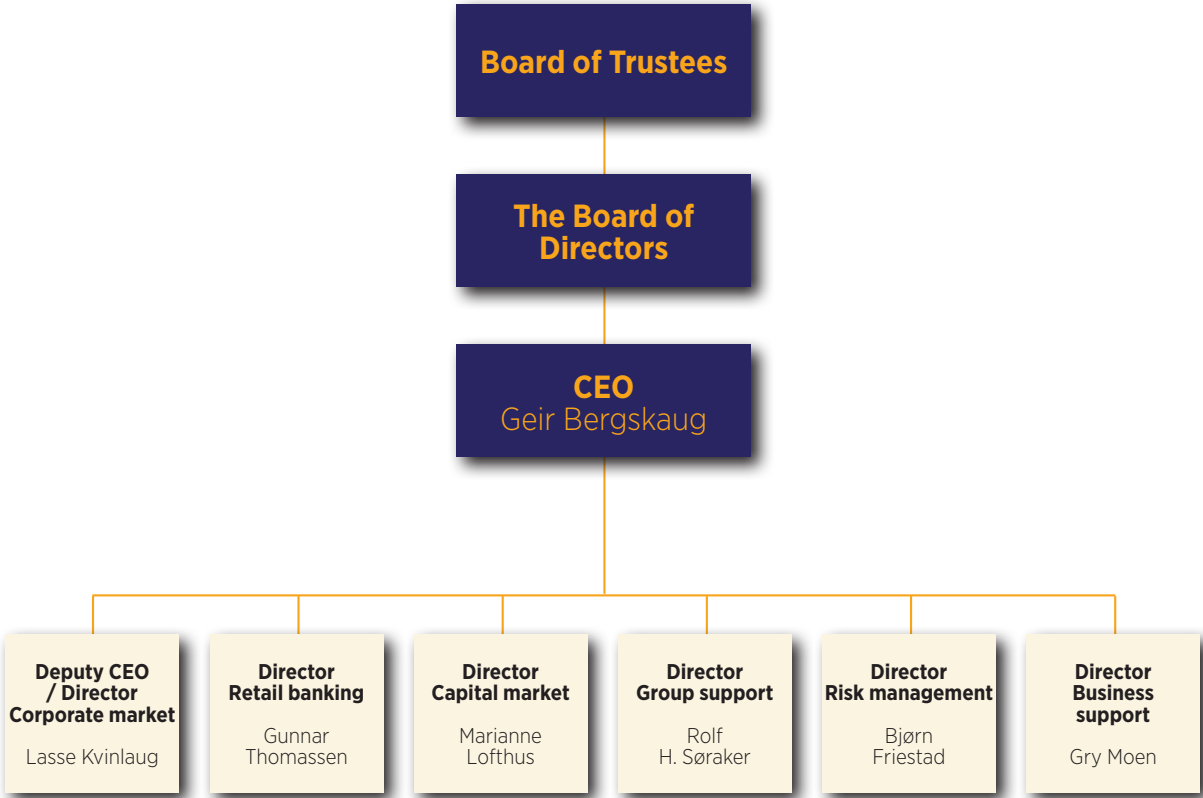 Board of Trustees
The Board of
Directors
CEO
Geir Bergskaug
Deputy CEO
/ Director
Corporate market
Lasse Kvinlaug
Director
Retail banking
Gunnar
Thomassen
Director
Capital market
Marianne
Lofthus
Director
Group support
Rolf
H. Søraker
Director
Risk management
Bjørn
Friestad
Director
Business
support
Gry Moen